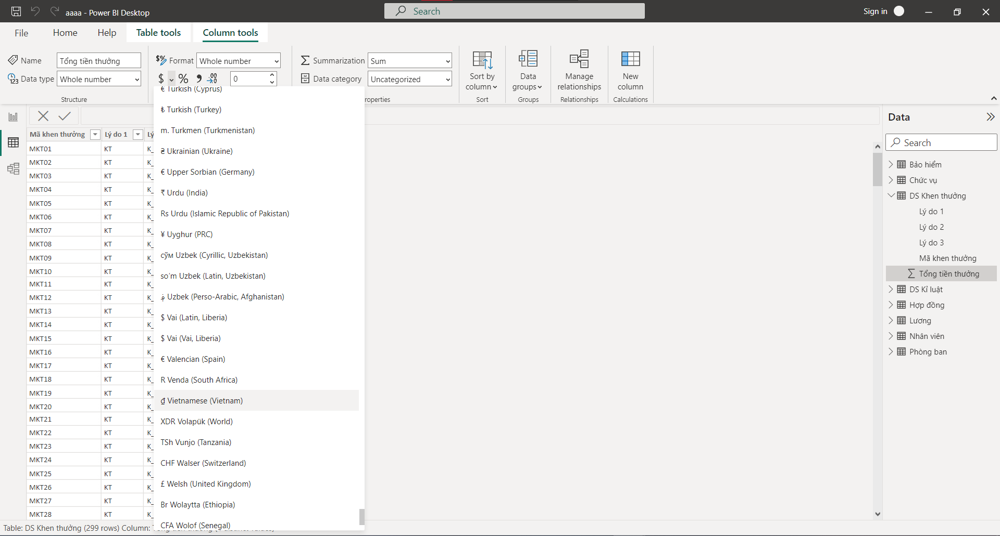 aaaa - Power BI Desktop
Search
Sign in
File
Home
Help
Table tools
Column tools
Name
Tổng tiền thưởng
$% Format
Whole number
Summarization
Sum
Sort by
column
Data
groups
Manage
relationships
New
column
123 Data type
Whole number
$ % , .00
0
Data category
Uncategorized
Structure
roperties
Sort
Groups
Relationships
Calculations
€ Turkish (Cyprus)
₺ Turkish (Turkey)
m. Turkmen (Turkmenistan)
₴ Ukrainian (Ukraine)
€ Upper Sorbian (Germany)
₹ Urdu (India)
Rs Urdu (Islamic Republic of Pakistan)
¥ Uyghur (PRC)
сўм Uzbek (Cyrillic, Uzbekistan)
soʻm Uzbek (Latin, Uzbekistan)
؋ Uzbek (Perso-Arabic, Afghanistan)
$ Vai (Latin, Liberia)
$ Vai (Vai, Liberia)
€ Valencian (Spain)
R Venda (South Africa)
₫ Vietnamese (Vietnam)
XDR Volapük (World)
TSh Vunjo (Tanzania)
CHF Walser (Switzerland)
£ Welsh (United Kingdom)
Br Wolaytta (Ethiopia)
CFA Wolof (Senegal)
Mã khen thưởng Lý do 1 Lý
MKT01 KT K_
MKT02 KT K_
MKT03 KT K_
MKT04 KT K_
MKT05 KT K_
MKT06 KT K_
MKT07 KT K_
MKT08 KT K_
MKT09 KT K_
MKT10 KT K_
MKT11 KT K_
MKT12 KT K_
MKT13 KT K_
MKT14 KT K_
MKT15 KT K_
MKT16 KT K_
MKT17 KT K_
MKT18 KT K_
MKT19 KT K_
MKT20 KT K_
MKT21 KT K_
MKT22 KT K_
MKT23 KT K_
MKT24 KT K_
MKT25 KT K_
MKT26 KT K_
MKT27 KT K_
MKT28 KT K_
Data
Search
Bảo hiểm
Chức vụ
DS Khen thưởng
Lý do 1
Lý do 2
Lý do 3
Mã khen thưởng
Tổng tiền thưởng
DS Kỉ luật
Hợp đồng
Lương
Nhân viên
Phòng ban
Table: DS Khen thưởng (299 rows) Column: